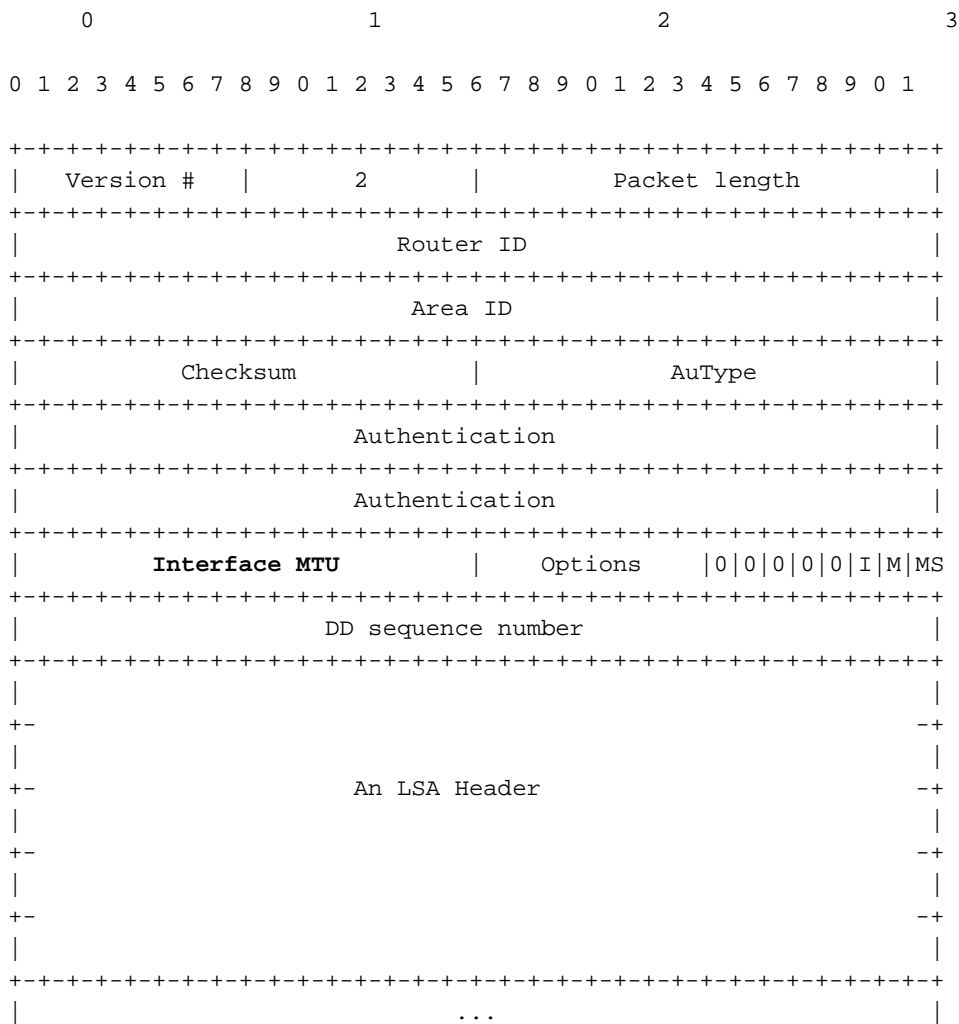 0                   1                   2                   3
0 1 2 3 4 5 6 7 8 9 0 1 2 3 4 5 6 7 8 9 0 1 2 3 4 5 6 7 8 9 0 1
+-+-+-+-+-+-+-+-+-+-+-+-+-+-+-+-+-+-+-+-+-+-+-+-+-+-+-+-+-+-+-+-+
|   Version #   |       2       |         Packet length         |
+-+-+-+-+-+-+-+-+-+-+-+-+-+-+-+-+-+-+-+-+-+-+-+-+-+-+-+-+-+-+-+-+
|                          Router ID                            |
+-+-+-+-+-+-+-+-+-+-+-+-+-+-+-+-+-+-+-+-+-+-+-+-+-+-+-+-+-+-+-+-+
|                           Area ID                             |
+-+-+-+-+-+-+-+-+-+-+-+-+-+-+-+-+-+-+-+-+-+-+-+-+-+-+-+-+-+-+-+-+
|           Checksum            |             AuType            |
+-+-+-+-+-+-+-+-+-+-+-+-+-+-+-+-+-+-+-+-+-+-+-+-+-+-+-+-+-+-+-+-+
|                       Authentication                          |
+-+-+-+-+-+-+-+-+-+-+-+-+-+-+-+-+-+-+-+-+-+-+-+-+-+-+-+-+-+-+-+-+
|                       Authentication                          |
+-+-+-+-+-+-+-+-+-+-+-+-+-+-+-+-+-+-+-+-+-+-+-+-+-+-+-+-+-+-+-+-+
|         Interface MTU         |    Options    |0|0|0|0|0|I|M|MS
+-+-+-+-+-+-+-+-+-+-+-+-+-+-+-+-+-+-+-+-+-+-+-+-+-+-+-+-+-+-+-+-+
|                     DD sequence number                        |
+-+-+-+-+-+-+-+-+-+-+-+-+-+-+-+-+-+-+-+-+-+-+-+-+-+-+-+-+-+-+-+-+
|                                                               |
+-                                                             -+
|                                                               |
+-                      An LSA Header                          -+
|                                                               |
+-                                                             -+
|                                                               |
+-                                                             -+
|                                                               |
+-+-+-+-+-+-+-+-+-+-+-+-+-+-+-+-+-+-+-+-+-+-+-+-+-+-+-+-+-+-+-+-+
|                              ...                              |